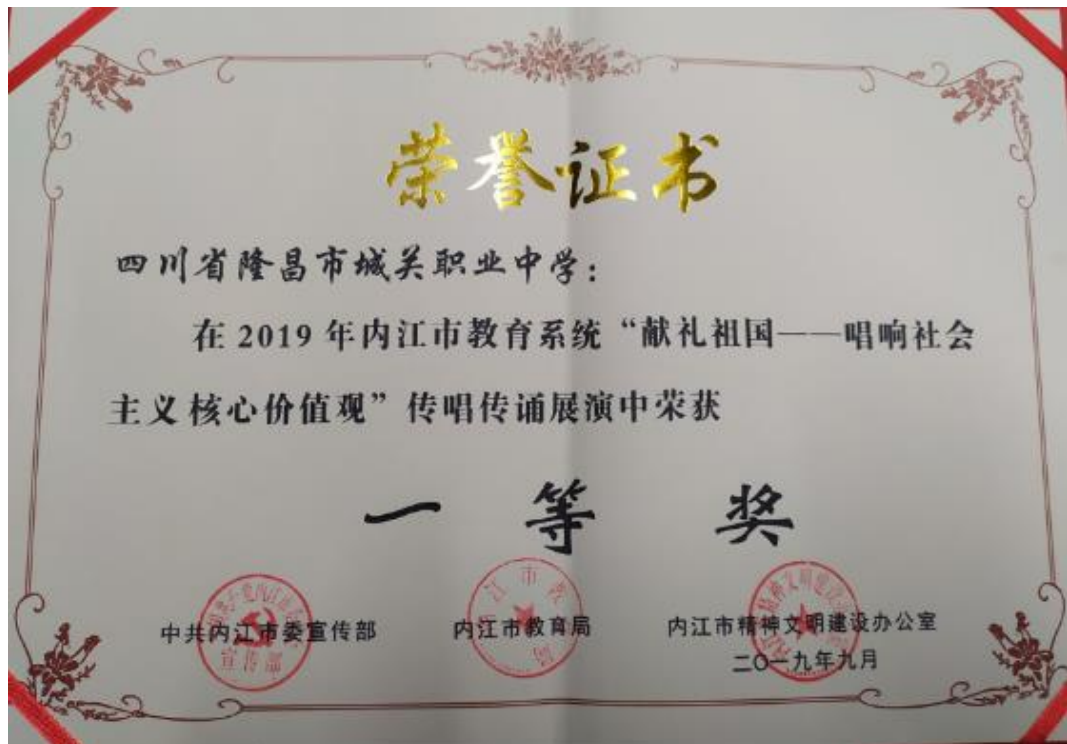 荣誉证书
四川省隆昌市城关职业中学：
在 2019 年内江市教育系统“献礼祖国——唱响社会
主义核心价值观”传唱传诵展演中荣获
一等奖
中共内江市委宣传部 内江市教育局 内江市精神文明建设办公室
二〇一九年九月
宣传部